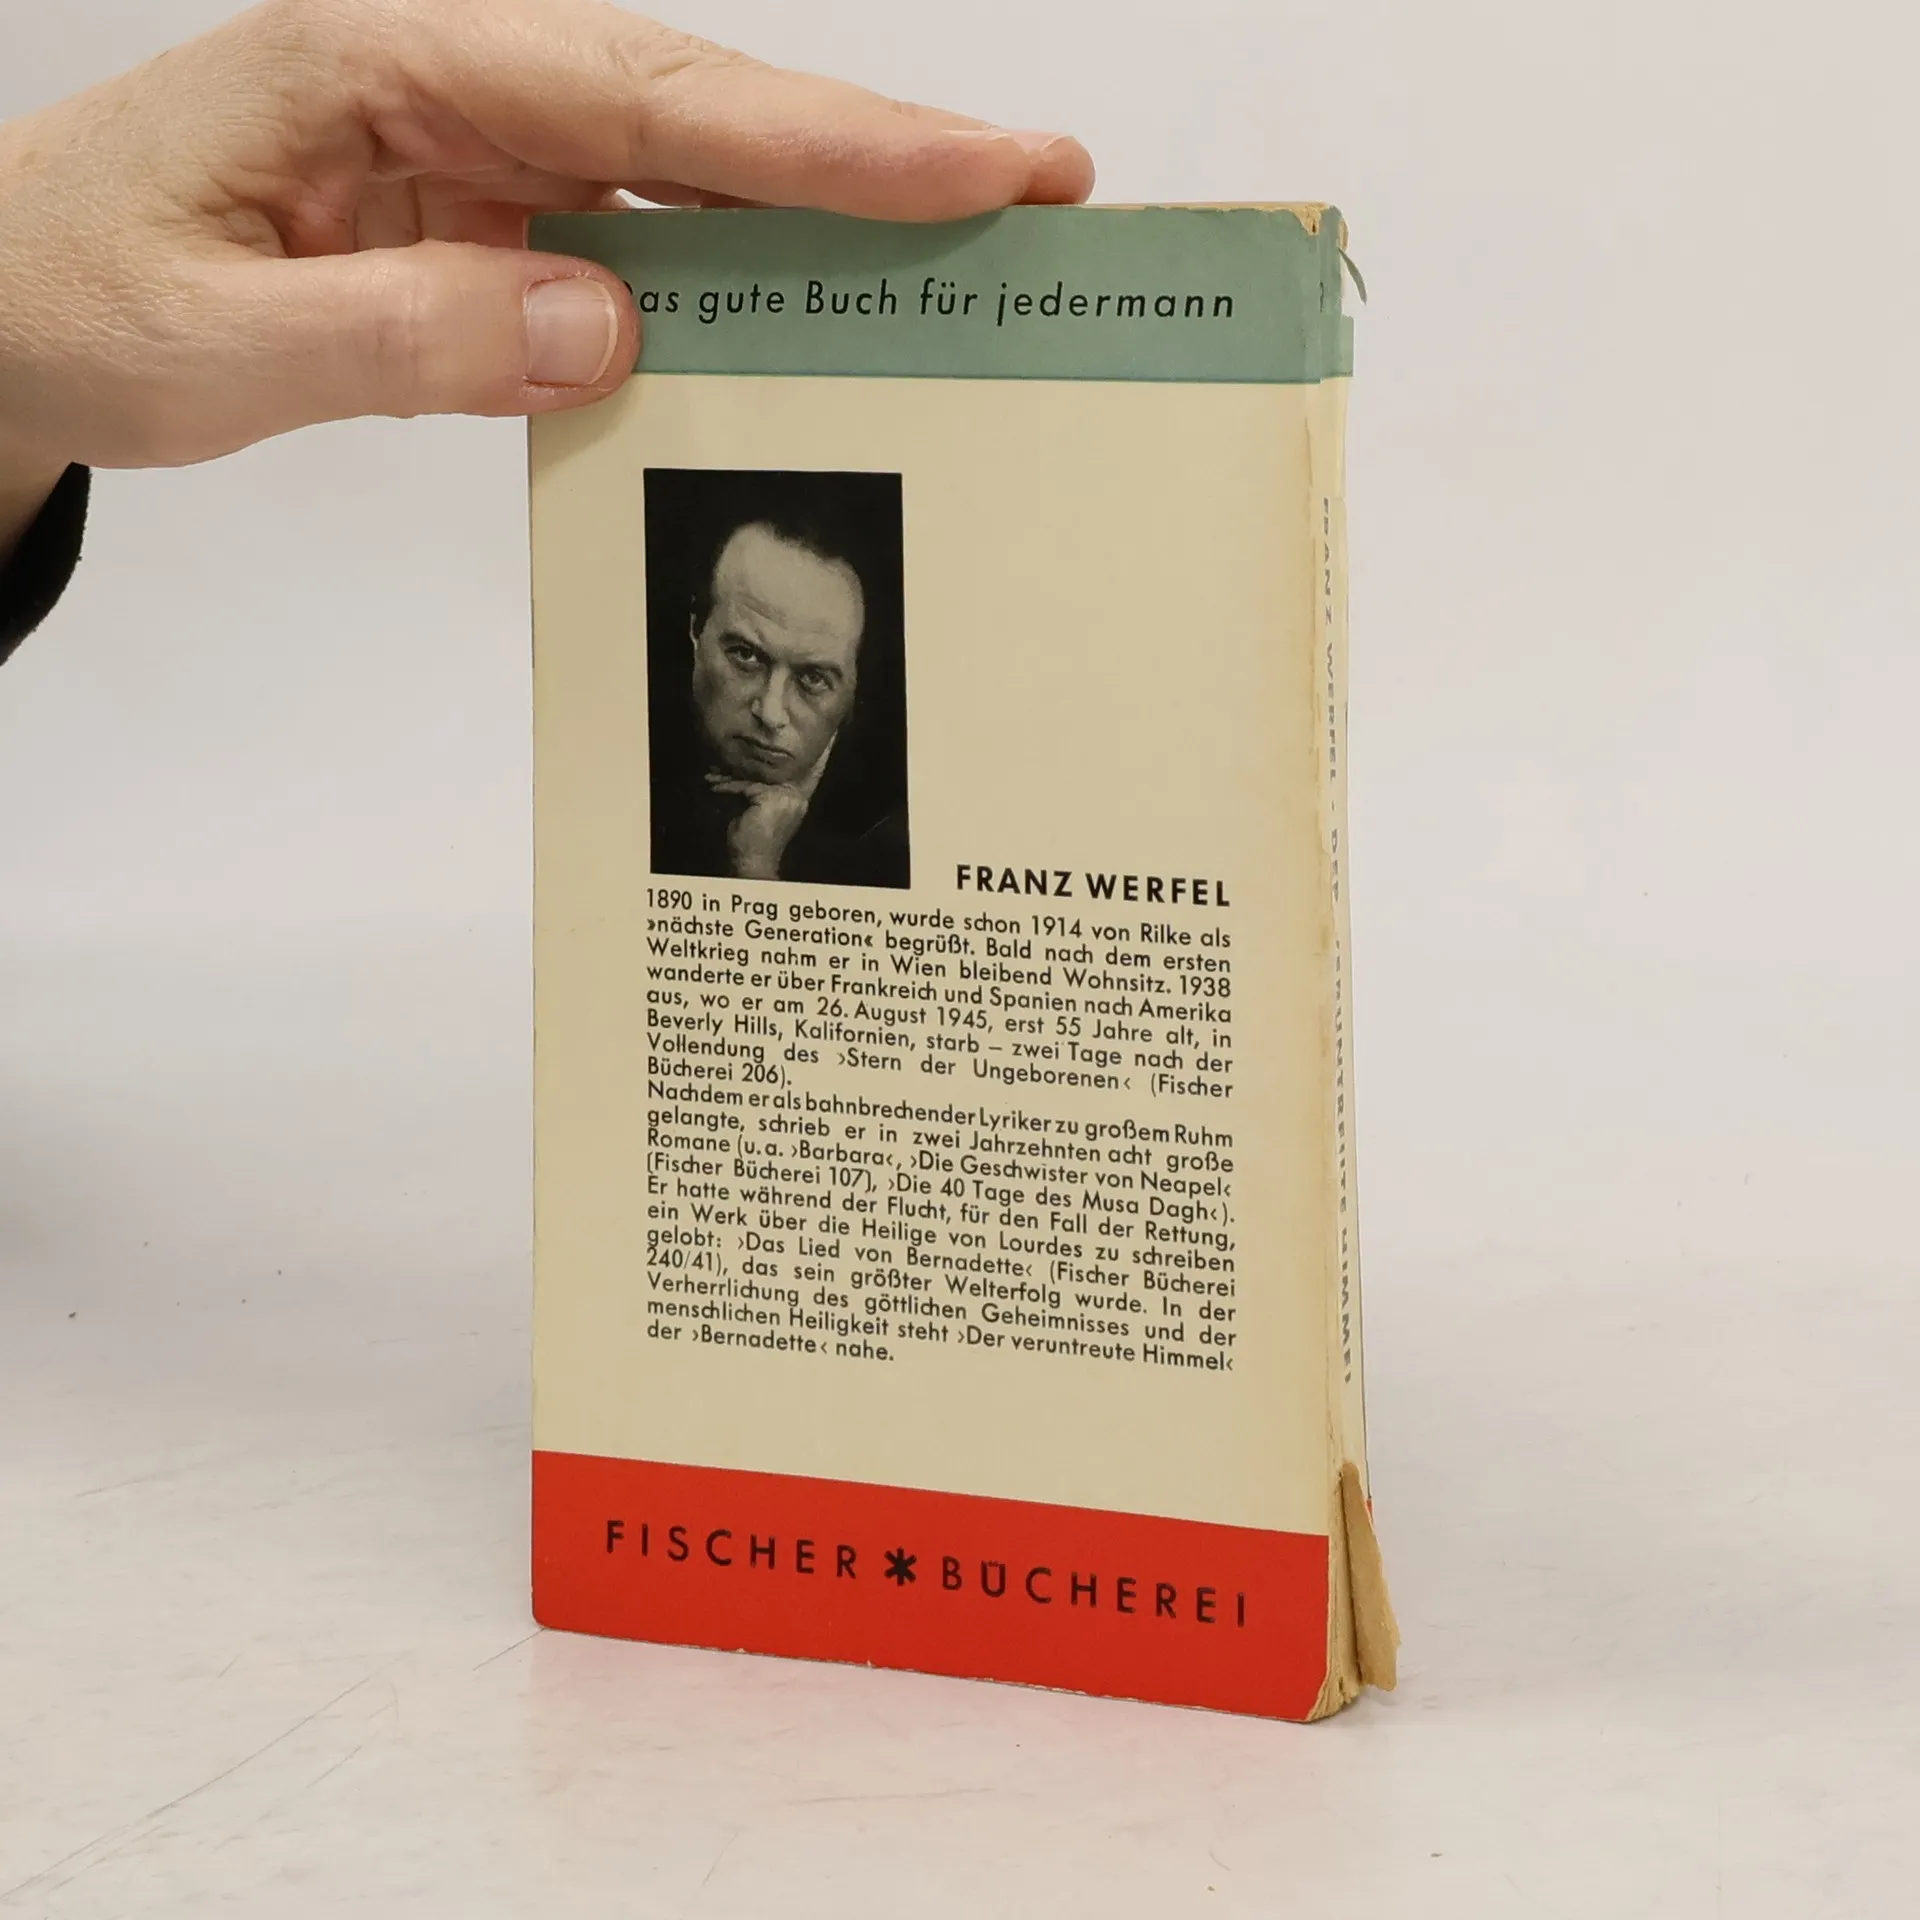 as gute Buch für jedermann
FRANZ WERFEL
1890 in Prag geboren, wurde schon 1914 von Rilke als
»nächste Generation« begrüßt. Bald nach dem ersten
Weltkrieg nahm er in Wien bleibend Wohnsitz. 1938
wanderte er über Frankreich und Spanien nach Amerika
aus, wo er am 26. August 1945, erst 55 Jahre alt, in
Beverly Hills, Kalifornien, starb – zwei Tage nach der
Vollendung des ›Stern der Ungeborenen‹ (Fischer
Bücherei 206).
Nachdem er als bahnbrechender Lyriker zu großem Ruhm
gelangte, schrieb er in zwei Jahrzehnten acht große
Romane (u. a. ›Barbara‹, ›Die Geschwister von Neapel‹
[Fischer Bücherei 107], ›Die 40 Tage des Musa Dagh‹).
Er hatte während der Flucht, für den Fall der Rettung,
ein Werk über die Heilige von Lourdes zu schreiben
gelobt: ›Das Lied von Bernadette‹ (Fischer Bücherei
240/41), das sein größter Welterfolg wurde. In der
Verherrlichung des göttlichen Geheimnisses und der
menschlichen Heiligkeit steht ›Der veruntreute Himmel‹
der ›Bernadette‹ nahe.
FISCHER * BÜCHEREI
FRANZ WERFEL · DER VERUNTREUTE HIMMEL